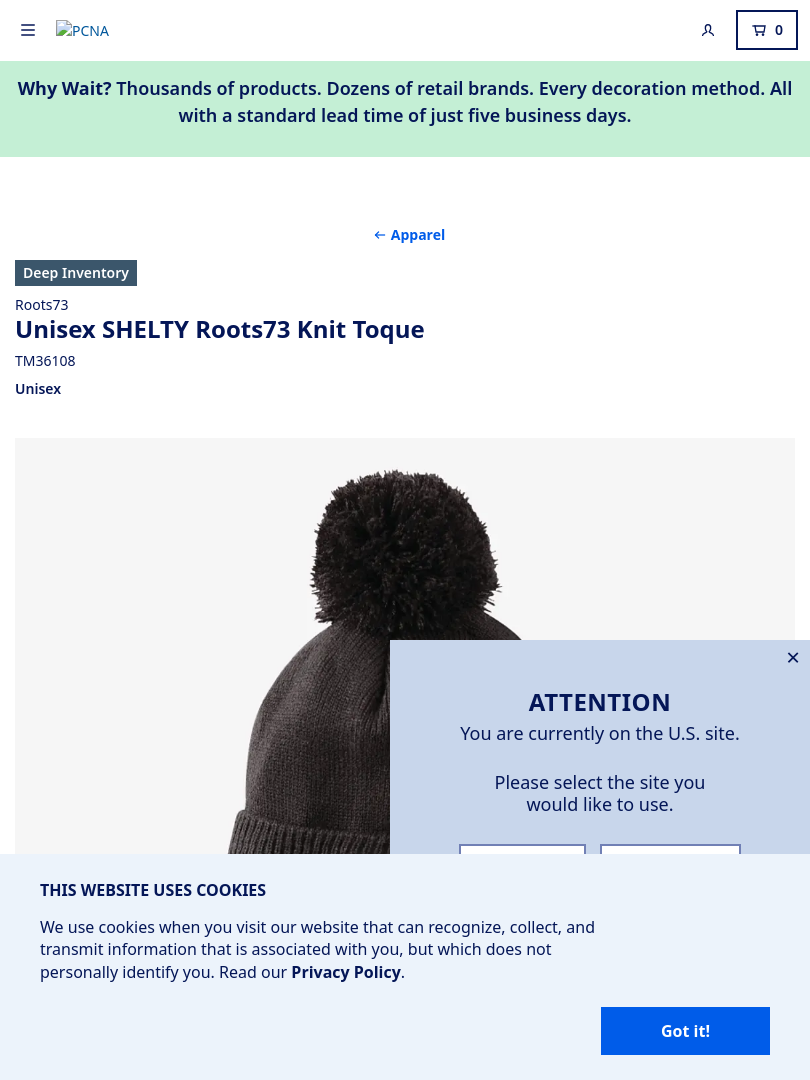 PCNA
0
Why Wait? Thousands of products. Dozens of retail brands. Every decoration method. All
with a standard lead time of just five business days.
Apparel
Deep Inventory
Roots73
Unisex SHELTY Roots73 Knit Toque
TM36108
Unisex
ATTENTION
You are currently on the U.S. site.
Please select the site you
would like to use.
THIS WEBSITE USES COOKIES
We use cookies when you visit our website that can recognize, collect, and
transmit information that is associated with you, but which does not
personally identify you. Read our Privacy Policy.
Got it!